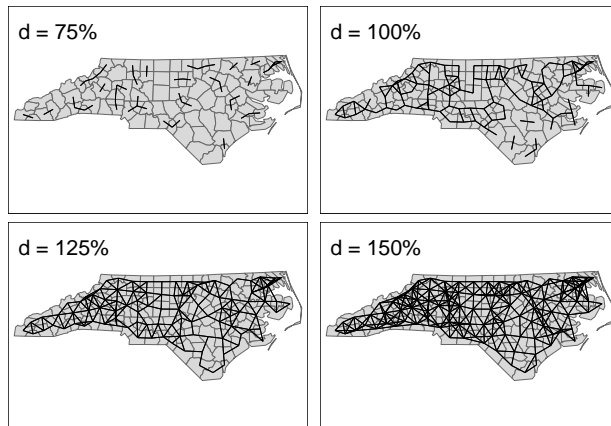 d = 75%
d = 100%
d = 125%
d = 150%